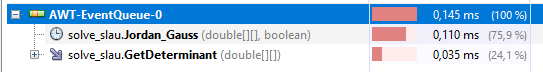 AWT-EventQueue-0 0,145 ms (100 %)
solve_slau.Jordan_Gauss (double[][], boolean) 0,110 ms (75,9 %)
solve_slau.GetDeterminant (double[][]) 0,035 ms (24,1 %)